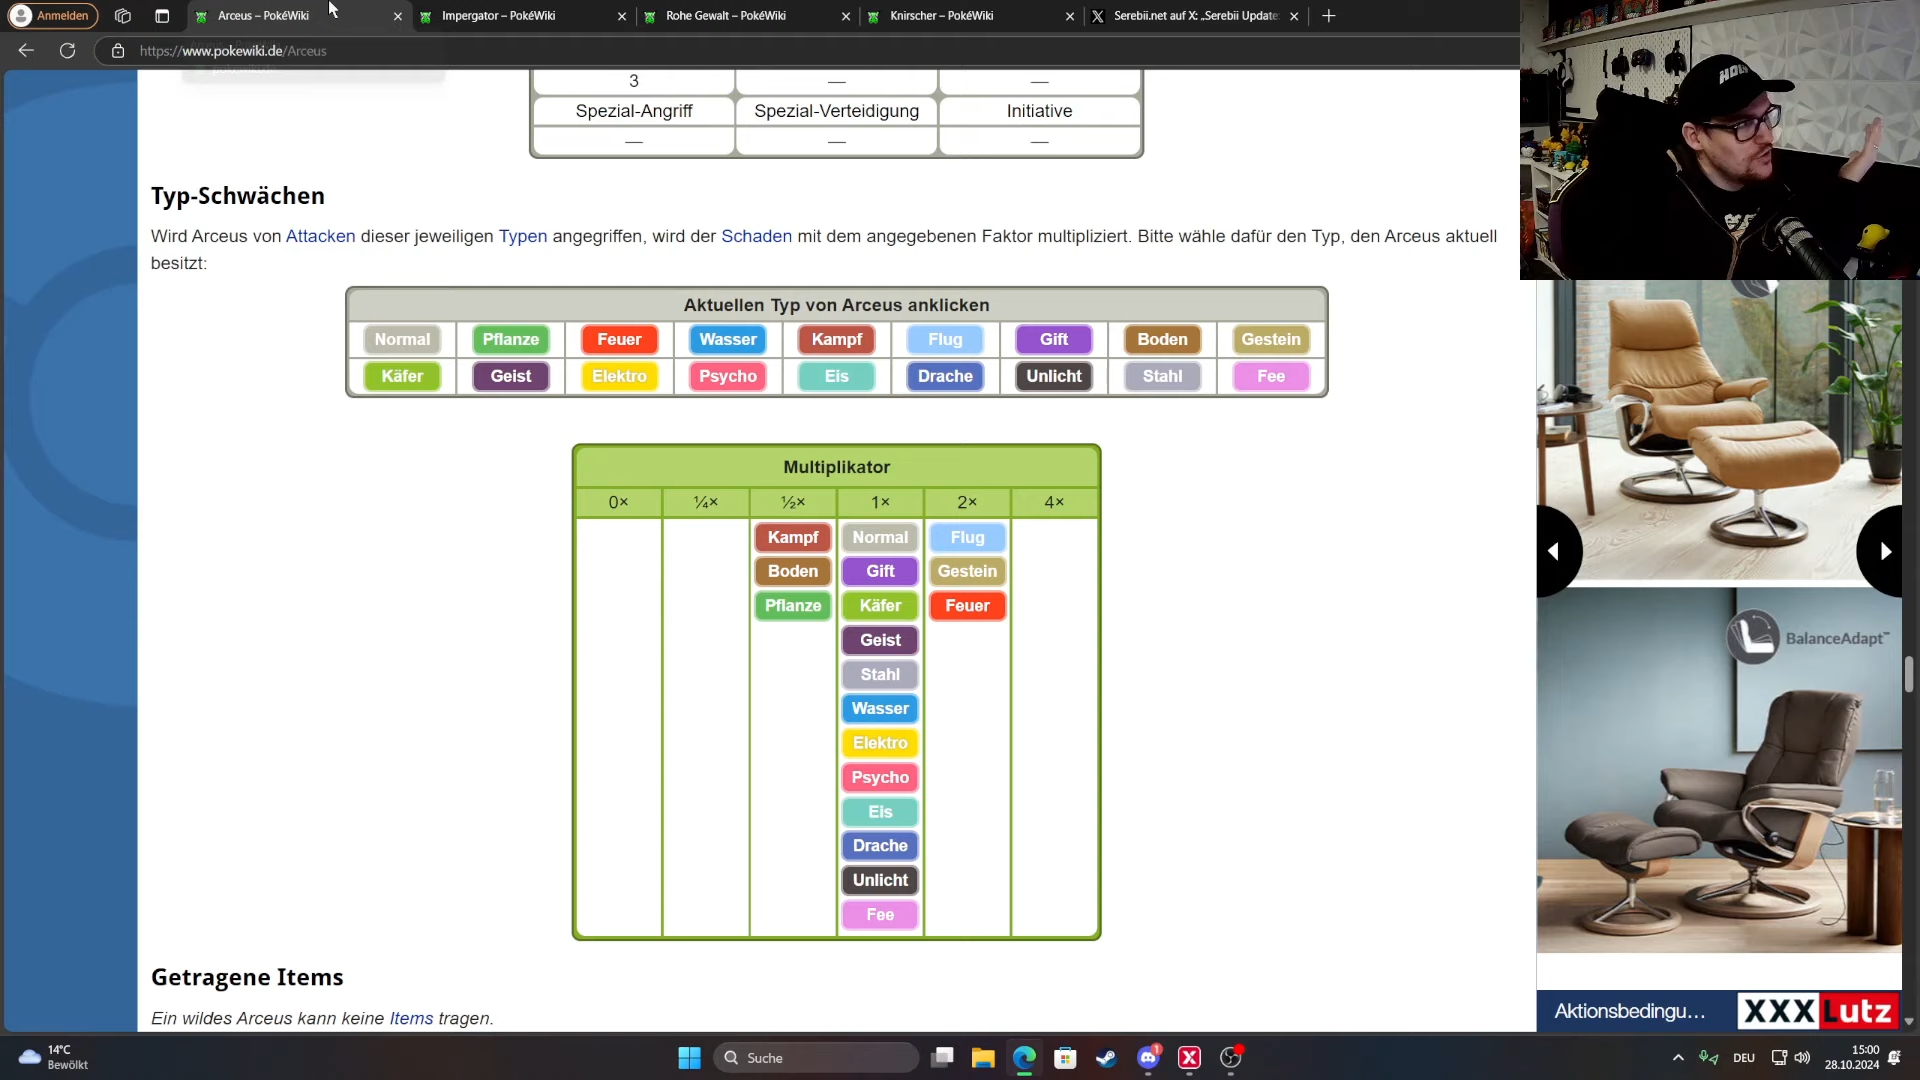 Anmelden
Arceus – PokéWiki
Impergator – PokéWiki
Rohe Gewalt – PokéWiki
Knirscher – PokéWiki
Serebii.net auf X: „Serebii Update:
https://www.pokewiki.de/Arceus
3 — —
Spezial-Angriff Spezial-Verteidigung Initiative
— — —
Typ-Schwächen
Wird Arceus von Attacken dieser jeweiligen Typen angegriffen, wird der Schaden mit dem angegebenen Faktor multipliziert. Bitte wähle dafür den Typ, den Arceus aktuell
besitzt:
Aktuellen Typ von Arceus anklicken
Normal Pflanze Feuer Wasser Kampf Flug Gift Boden Gestein
Käfer Geist Elektro Psycho Eis Drache Unlicht Stahl Fee
Multiplikator
0× ¼× ½× 1× 2× 4×
Kampf Normal Flug
Boden Gift Gestein
Pflanze Käfer Feuer
Geist
Stahl
Wasser
Elektro
Psycho
Eis
Drache
Unlicht
Fee
Getragene Items
Ein wildes Arceus kann keine Items tragen.
BalanceAdapt™
Aktionsbedingu...
XXXLutz
14°C
Bewölkt
Suche
1
DEU
15:00
28.10.2024